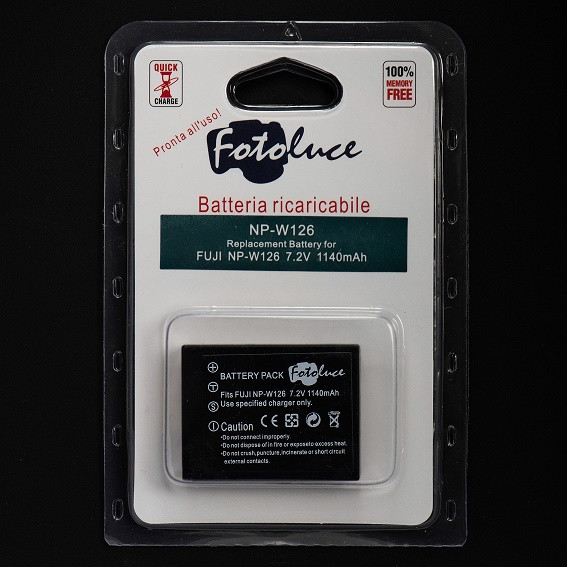 QUICK
CHARGE
100%
MEMORY
FREE
Pronta all'uso!
Fotoluce
Batteria ricaricabile
NP-W126
Replacement Battery for
FUJI NP-W126 7.2V 1140mAh
BATTERY PACK Fotoluce
Fits FUJI NP-W126 7.2V 1140mAh
Use specified charger only.
Caution CE
•Do not connect improperly.
•Do not dispose of in fire or exposeto excess heat.
•Do not crush,puncture,incinerate or short circuit
external contacts.